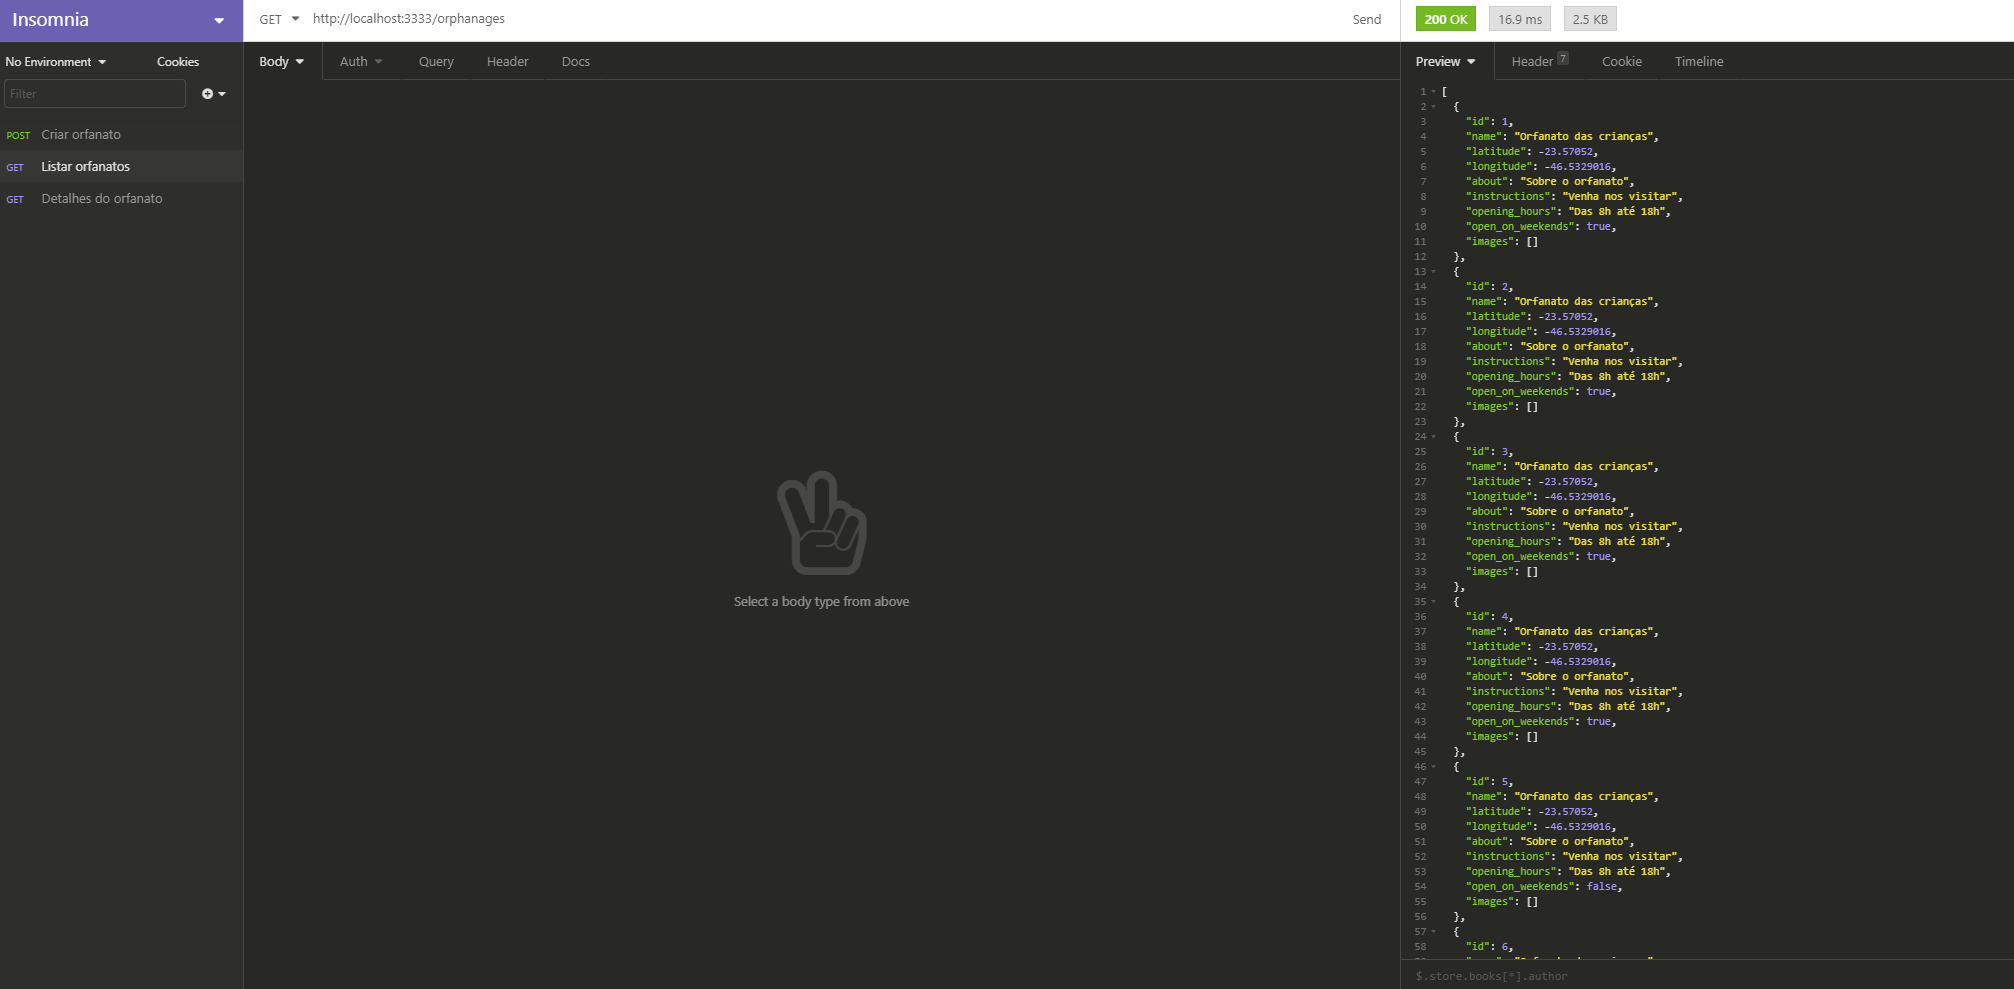 Insomnia
GET http://localhost:3333/orphanages Send
200 OK 16.9 ms 2.5 KB
No Environment Cookies
Filter
POST Criar orfanato
GET Listar orfanatos
GET Detalhes do orfanato
Body Auth Query Header Docs
Select a body type from above
Preview Header 7 Cookie Timeline
1 [
2 {
3 "id": 1,
4 "name": "Orfanato das crianças",
5 "latitude": -23.57052,
6 "longitude": -46.5329016,
7 "about": "Sobre o orfanato",
8 "instructions": "Venha nos visitar",
9 "opening_hours": "Das 8h até 18h",
10 "open_on_weekends": true,
11 "images": []
12 },
13 {
14 "id": 2,
15 "name": "Orfanato das crianças",
16 "latitude": -23.57052,
17 "longitude": -46.5329016,
18 "about": "Sobre o orfanato",
19 "instructions": "Venha nos visitar",
20 "opening_hours": "Das 8h até 18h",
21 "open_on_weekends": true,
22 "images": []
23 },
24 {
25 "id": 3,
26 "name": "Orfanato das crianças",
27 "latitude": -23.57052,
28 "longitude": -46.5329016,
29 "about": "Sobre o orfanato",
30 "instructions": "Venha nos visitar",
31 "opening_hours": "Das 8h até 18h",
32 "open_on_weekends": true,
33 "images": []
34 },
35 {
36 "id": 4,
37 "name": "Orfanato das crianças",
38 "latitude": -23.57052,
39 "longitude": -46.5329016,
40 "about": "Sobre o orfanato",
41 "instructions": "Venha nos visitar",
42 "opening_hours": "Das 8h até 18h",
43 "open_on_weekends": true,
44 "images": []
45 },
46 {
47 "id": 5,
48 "name": "Orfanato das crianças",
49 "latitude": -23.57052,
50 "longitude": -46.5329016,
51 "about": "Sobre o orfanato",
52 "instructions": "Venha nos visitar",
53 "opening_hours": "Das 8h até 18h",
54 "open_on_weekends": false,
55 "images": []
56 },
57 {
58 "id": 6,
$.store.books[*].author